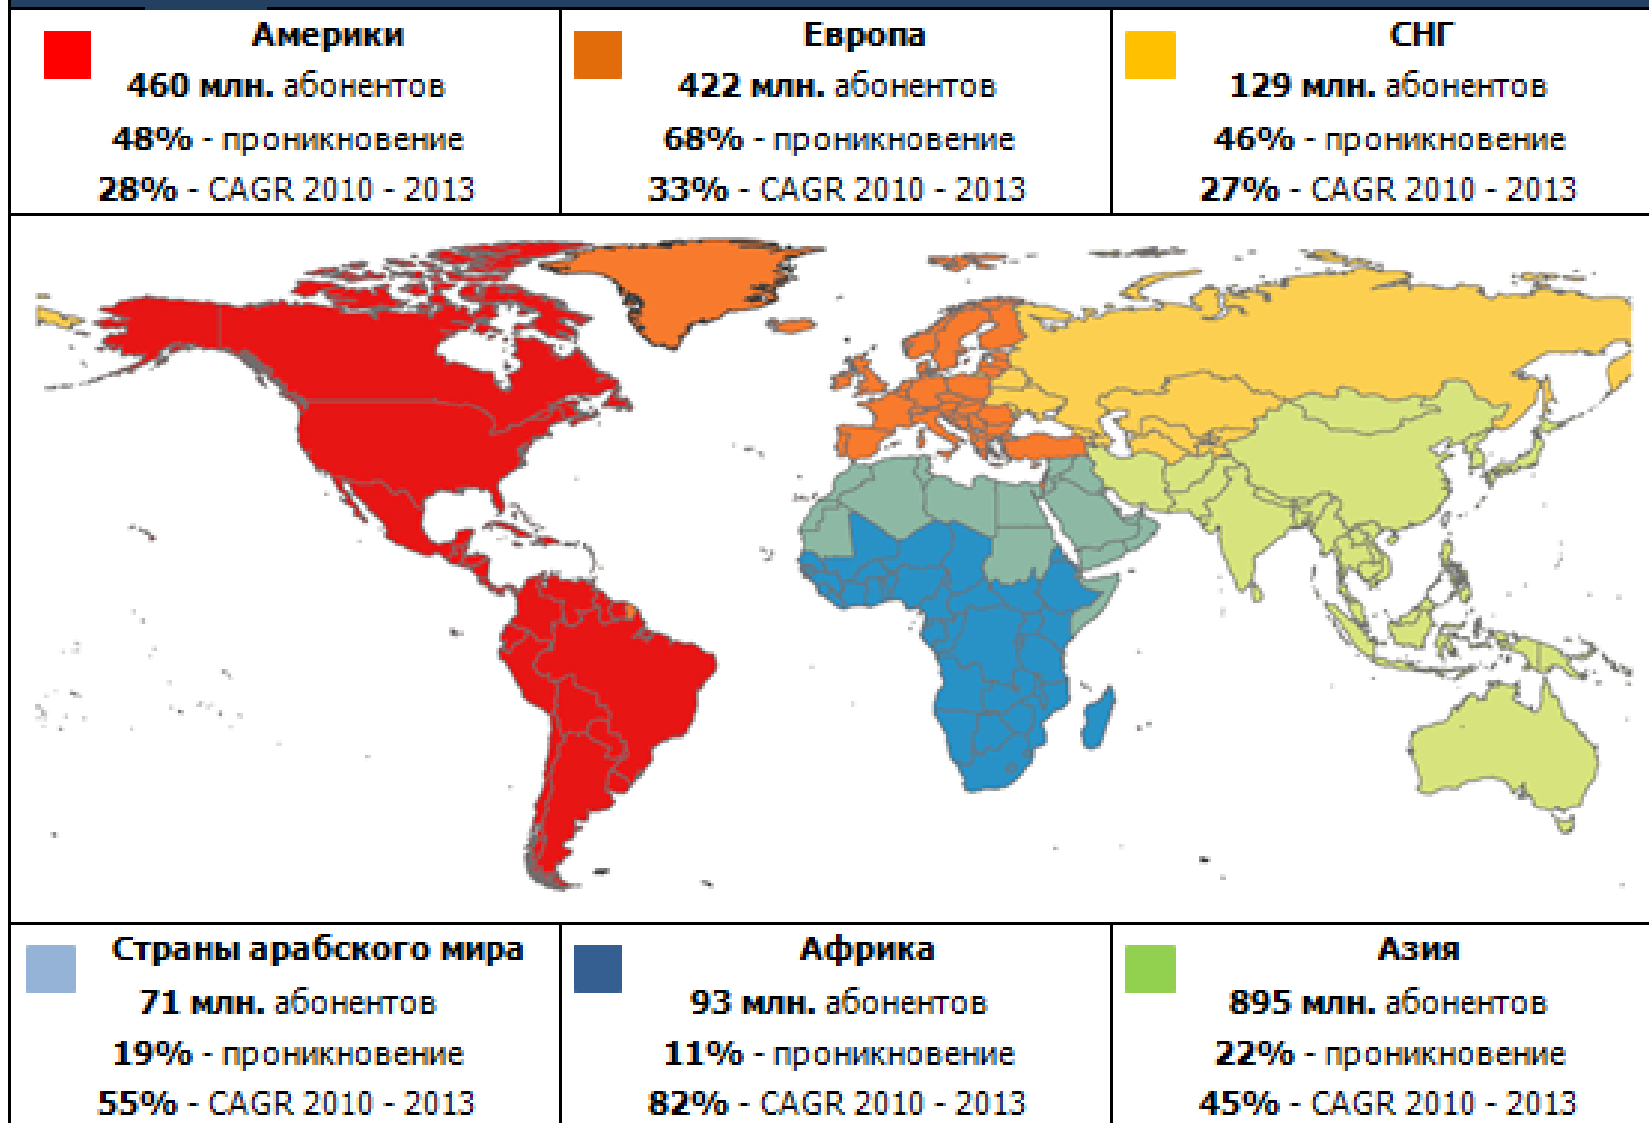 Америки
460 млн. абонентов
48% - проникновение
28% - CAGR 2010 - 2013
Европа
422 млн. абонентов
68% - проникновение
33% - CAGR 2010 - 2013
СНГ
129 млн. абонентов
46% - проникновение
27% - CAGR 2010 - 2013
Страны арабского мира
71 млн. абонентов
19% - проникновение
55% - CAGR 2010 - 2013
Африка
93 млн. абонентов
11% - проникновение
82% - CAGR 2010 - 2013
Азия
895 млн. абонентов
22% - проникновение
45% - CAGR 2010 - 2013